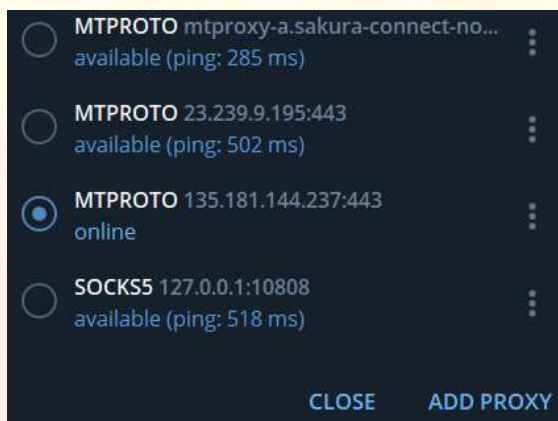 MTPROTO mtproxy-a.sakura-connect-no...
available (ping: 285 ms)
MTPROTO 23.239.9.195:443
available (ping: 502 ms)
MTPROTO 135.181.144.237:443
online
SOCKS5 127.0.0.1:10808
available (ping: 518 ms)
CLOSE ADD PROXY